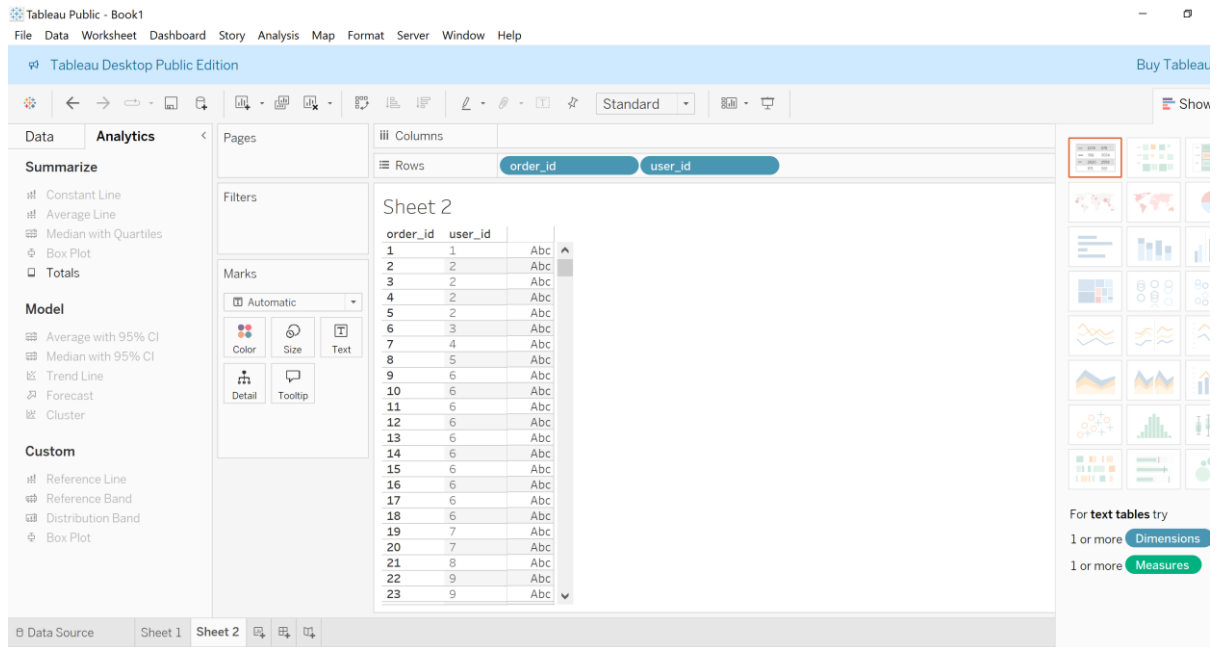 Tableau Public - Book1
File Data Worksheet Dashboard Story Analysis Map Format Server Window Help
Tableau Desktop Public Edition
Buy Tableau
Standard
Show
Data Analytics
Summarize
Constant Line
Average Line
Median with Quartiles
Box Plot
Totals
Model
Average with 95% CI
Median with 95% CI
Trend Line
Forecast
Cluster
Custom
Reference Line
Reference Band
Distribution Band
Box Plot
Pages
Filters
Marks
Automatic
Color Size Text
Detail Tooltip
Columns
Rows order_id user_id
Sheet 2
order_id user_id
1 1 Abc
2 2 Abc
3 2 Abc
4 2 Abc
5 2 Abc
6 3 Abc
7 4 Abc
8 5 Abc
9 6 Abc
10 6 Abc
11 6 Abc
12 6 Abc
13 6 Abc
14 6 Abc
15 6 Abc
16 6 Abc
17 6 Abc
18 6 Abc
19 7 Abc
20 7 Abc
21 8 Abc
22 9 Abc
23 9 Abc
For text tables try
1 or more Dimensions
1 or more Measures
Data Source Sheet 1 Sheet 2